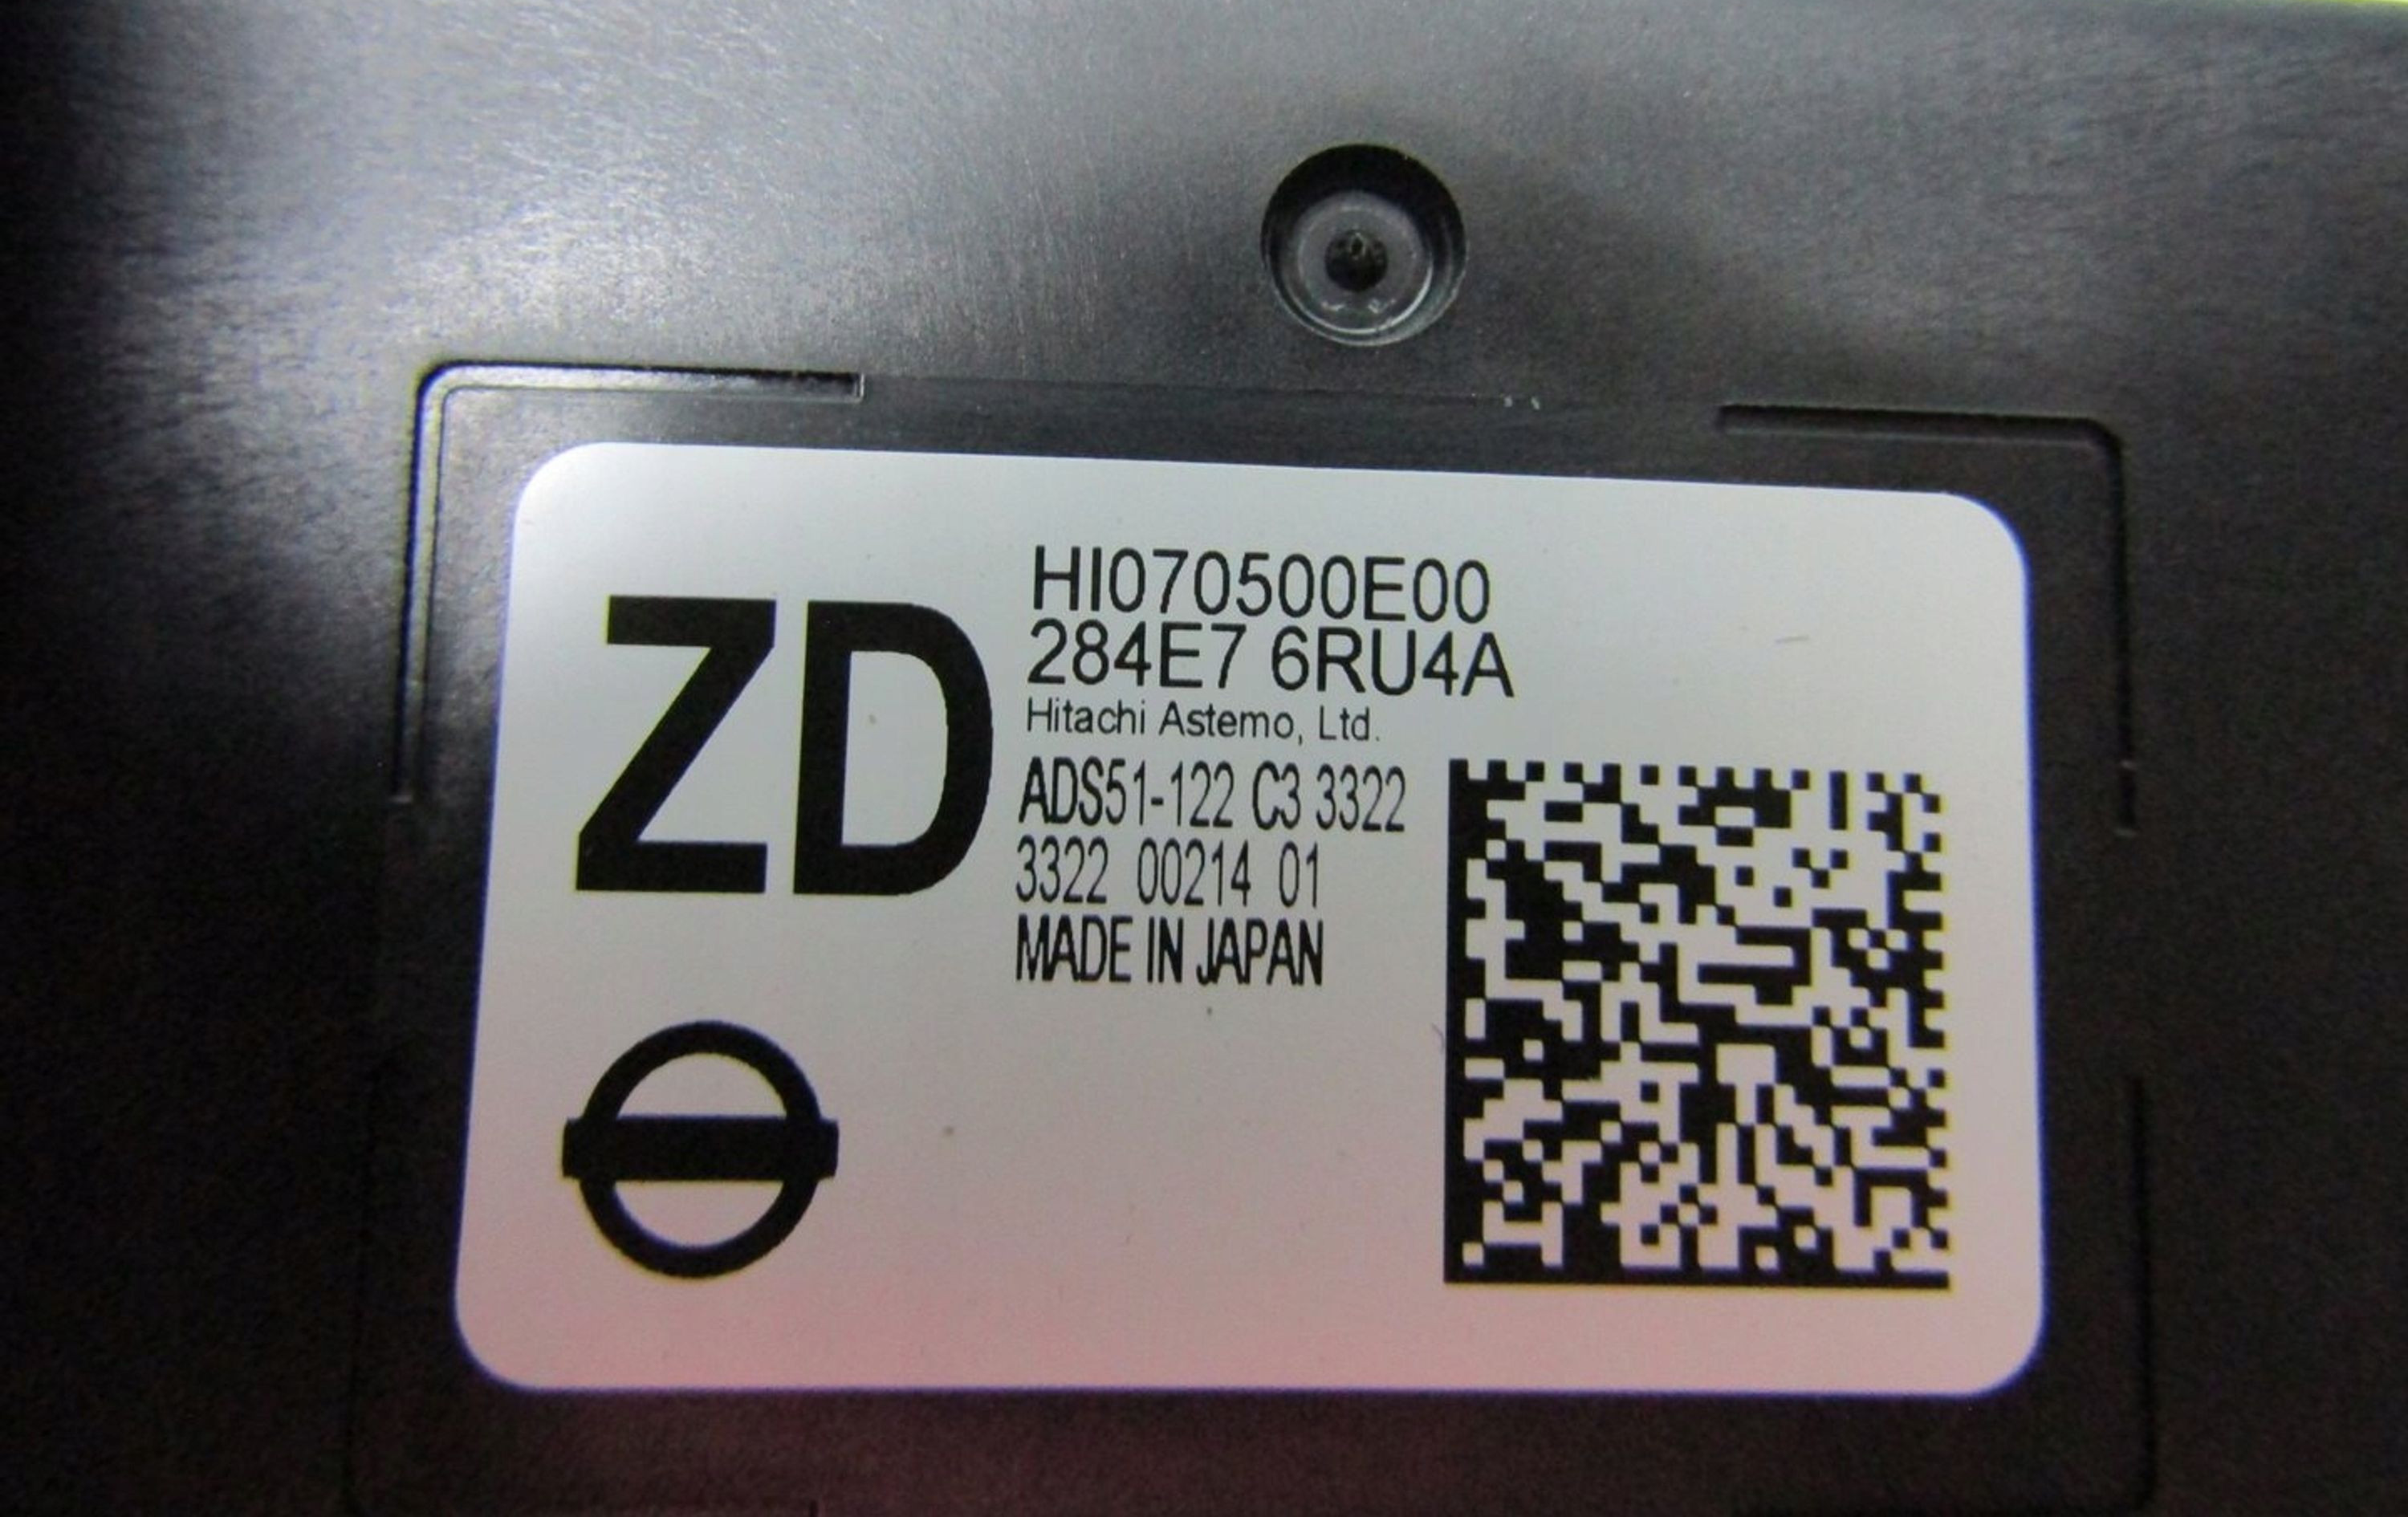 ZD
HI070500E00
284E7 6RU4A
Hitachi Astemo, Ltd.
ADS51-122 C3 3322
3322 00214 01
MADE IN JAPAN